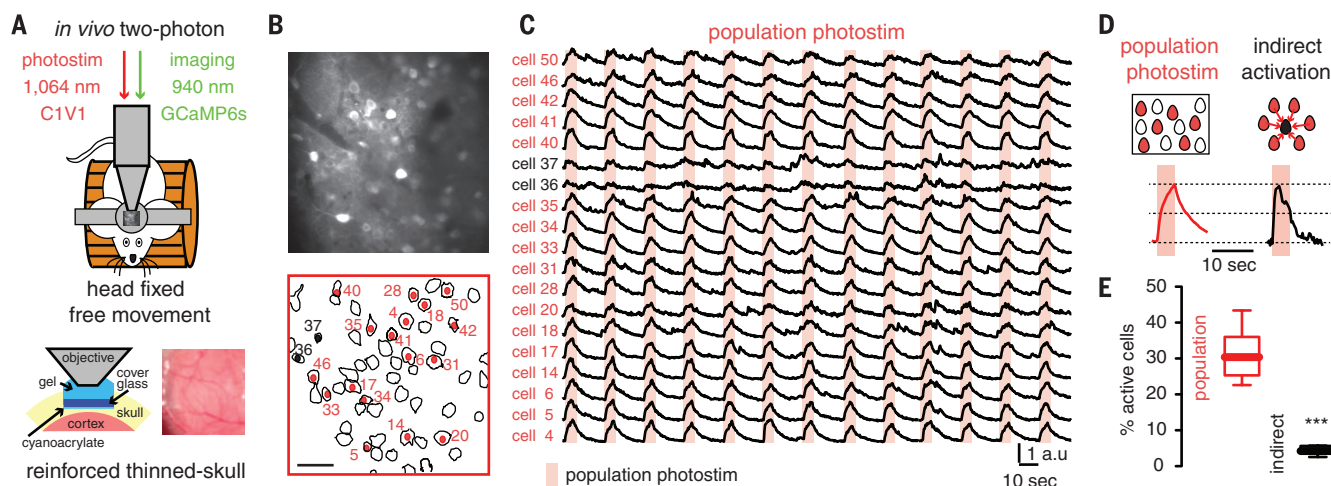 A
in vivo two-photon
photostim
1,064 nm
C1V1
imaging
940 nm
GCaMP6s
head fixed
free movement
objective
gel
cover
glass
skull
cortex
cyanoacrylate
reinforced thinned-skull
B
40
28
50
4
18
37
35
42
41
36
6
31
46
17
33
34
14
20
5
C
population photostim
cell 50
cell 46
cell 42
cell 41
cell 40
cell 37
cell 36
cell 35
cell 34
cell 33
cell 31
cell 28
cell 20
cell 18
cell 17
cell 14
cell 6
cell 5
cell 4
1 a.u
10 sec
population photostim
D
population
photostim
indirect
activation
10 sec
E
% active cells
50
40
30
20
10
0
population
indirect
***